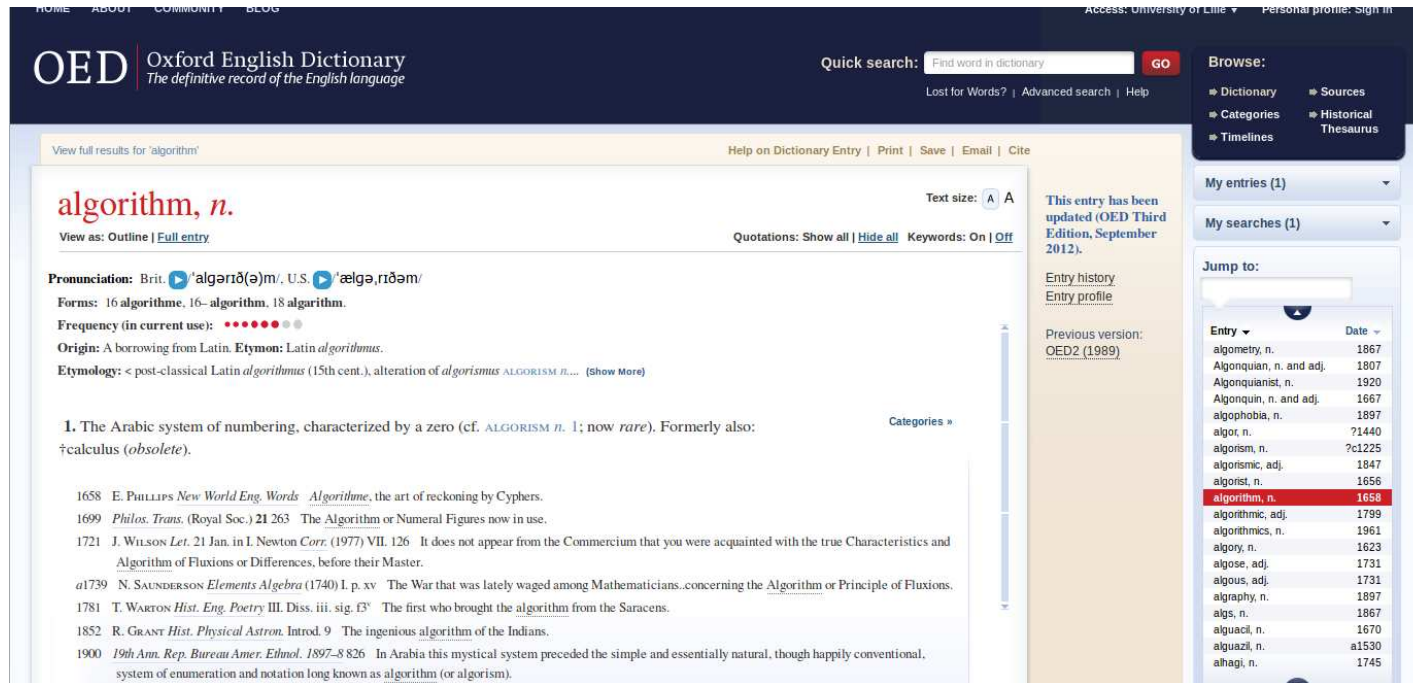 HOME ABOUT COMMUNITY BLOG
Access: University of Lille ▼ Personal profile: Sign in
OED Oxford English Dictionary
The definitive record of the English language
Quick search: Find word in dictionary GO
Lost for Words? | Advanced search | Help
Browse:
Dictionary Sources
Categories Historical Thesaurus
Timelines
View full results for 'algorithm'
Help on Dictionary Entry | Print | Save | Email | Cite
algorithm, n.
Text size: A A
View as: Outline | Full entry
Quotations: Show all | Hide all Keywords: On | Off
Pronunciation: Brit. /ˈalɡərɪð(ə)m/, U.S. /ˈælɡəˌrɪðəm/
Forms: 16 algorithme, 16– algorithm, 18 algarithm.
Frequency (in current use):
Origin: A borrowing from Latin. Etymon: Latin algorithmus.
Etymology: < post-classical Latin algorithmus (15th cent.), alteration of algorismus ALGORISM n.... (Show More)
1. The Arabic system of numbering, characterized by a zero (cf. ALGORISM n. 1; now rare). Formerly also:
†calculus (obsolete).
Categories »
1658 E. PHILLIPS New World Eng. Words Algorithme, the art of reckoning by Cyphers.
1699 Philos. Trans. (Royal Soc.) 21 263 The Algorithm or Numeral Figures now in use.
1721 J. WILSON Let. 21 Jan. in I. Newton Corr. (1977) VII. 126 It does not appear from the Commercium that you were acquainted with the true Characteristics and
Algorithm of Fluxions or Differences, before their Master.
a1739 N. SAUNDERSON Elements Algebra (1740) I. p. xv The War that was lately waged among Mathematicians..concerning the Algorithm or Principle of Fluxions.
1781 T. WARTON Hist. Eng. Poetry III. Diss. iii. sig. f3ᵛ The first who brought the algorithm from the Saracens.
1852 R. GRANT Hist. Physical Astron. Introd. 9 The ingenious algorithm of the Indians.
1900 19th Ann. Rep. Bureau Amer. Ethnol. 1897–8 826 In Arabia this mystical system preceded the simple and essentially natural, though happily conventional,
system of enumeration and notation long known as algorithm (or algorism).
This entry has been
updated (OED Third
Edition, September
2012).
Entry history
Entry profile
Previous version:
OED2 (1989)
My entries (1)
My searches (1)
Jump to:
Entry Date
algometry, n. 1867
Algonquian, n. and adj. 1807
Algonquianist, n. 1920
Algonquin, n. and adj. 1667
algophobia, n. 1897
algor, n. ?1440
algorism, n. ?c1225
algorismic, adj. 1847
algorist, n. 1656
algorithm, n. 1658
algorithmic, adj. 1799
algorithmics, n. 1961
algory, n. 1623
algose, adj. 1731
algous, adj. 1731
algraphy, n. 1897
algs, n. 1867
alguacil, n. 1670
alguazil, n. a1530
alhagi, n. 1745